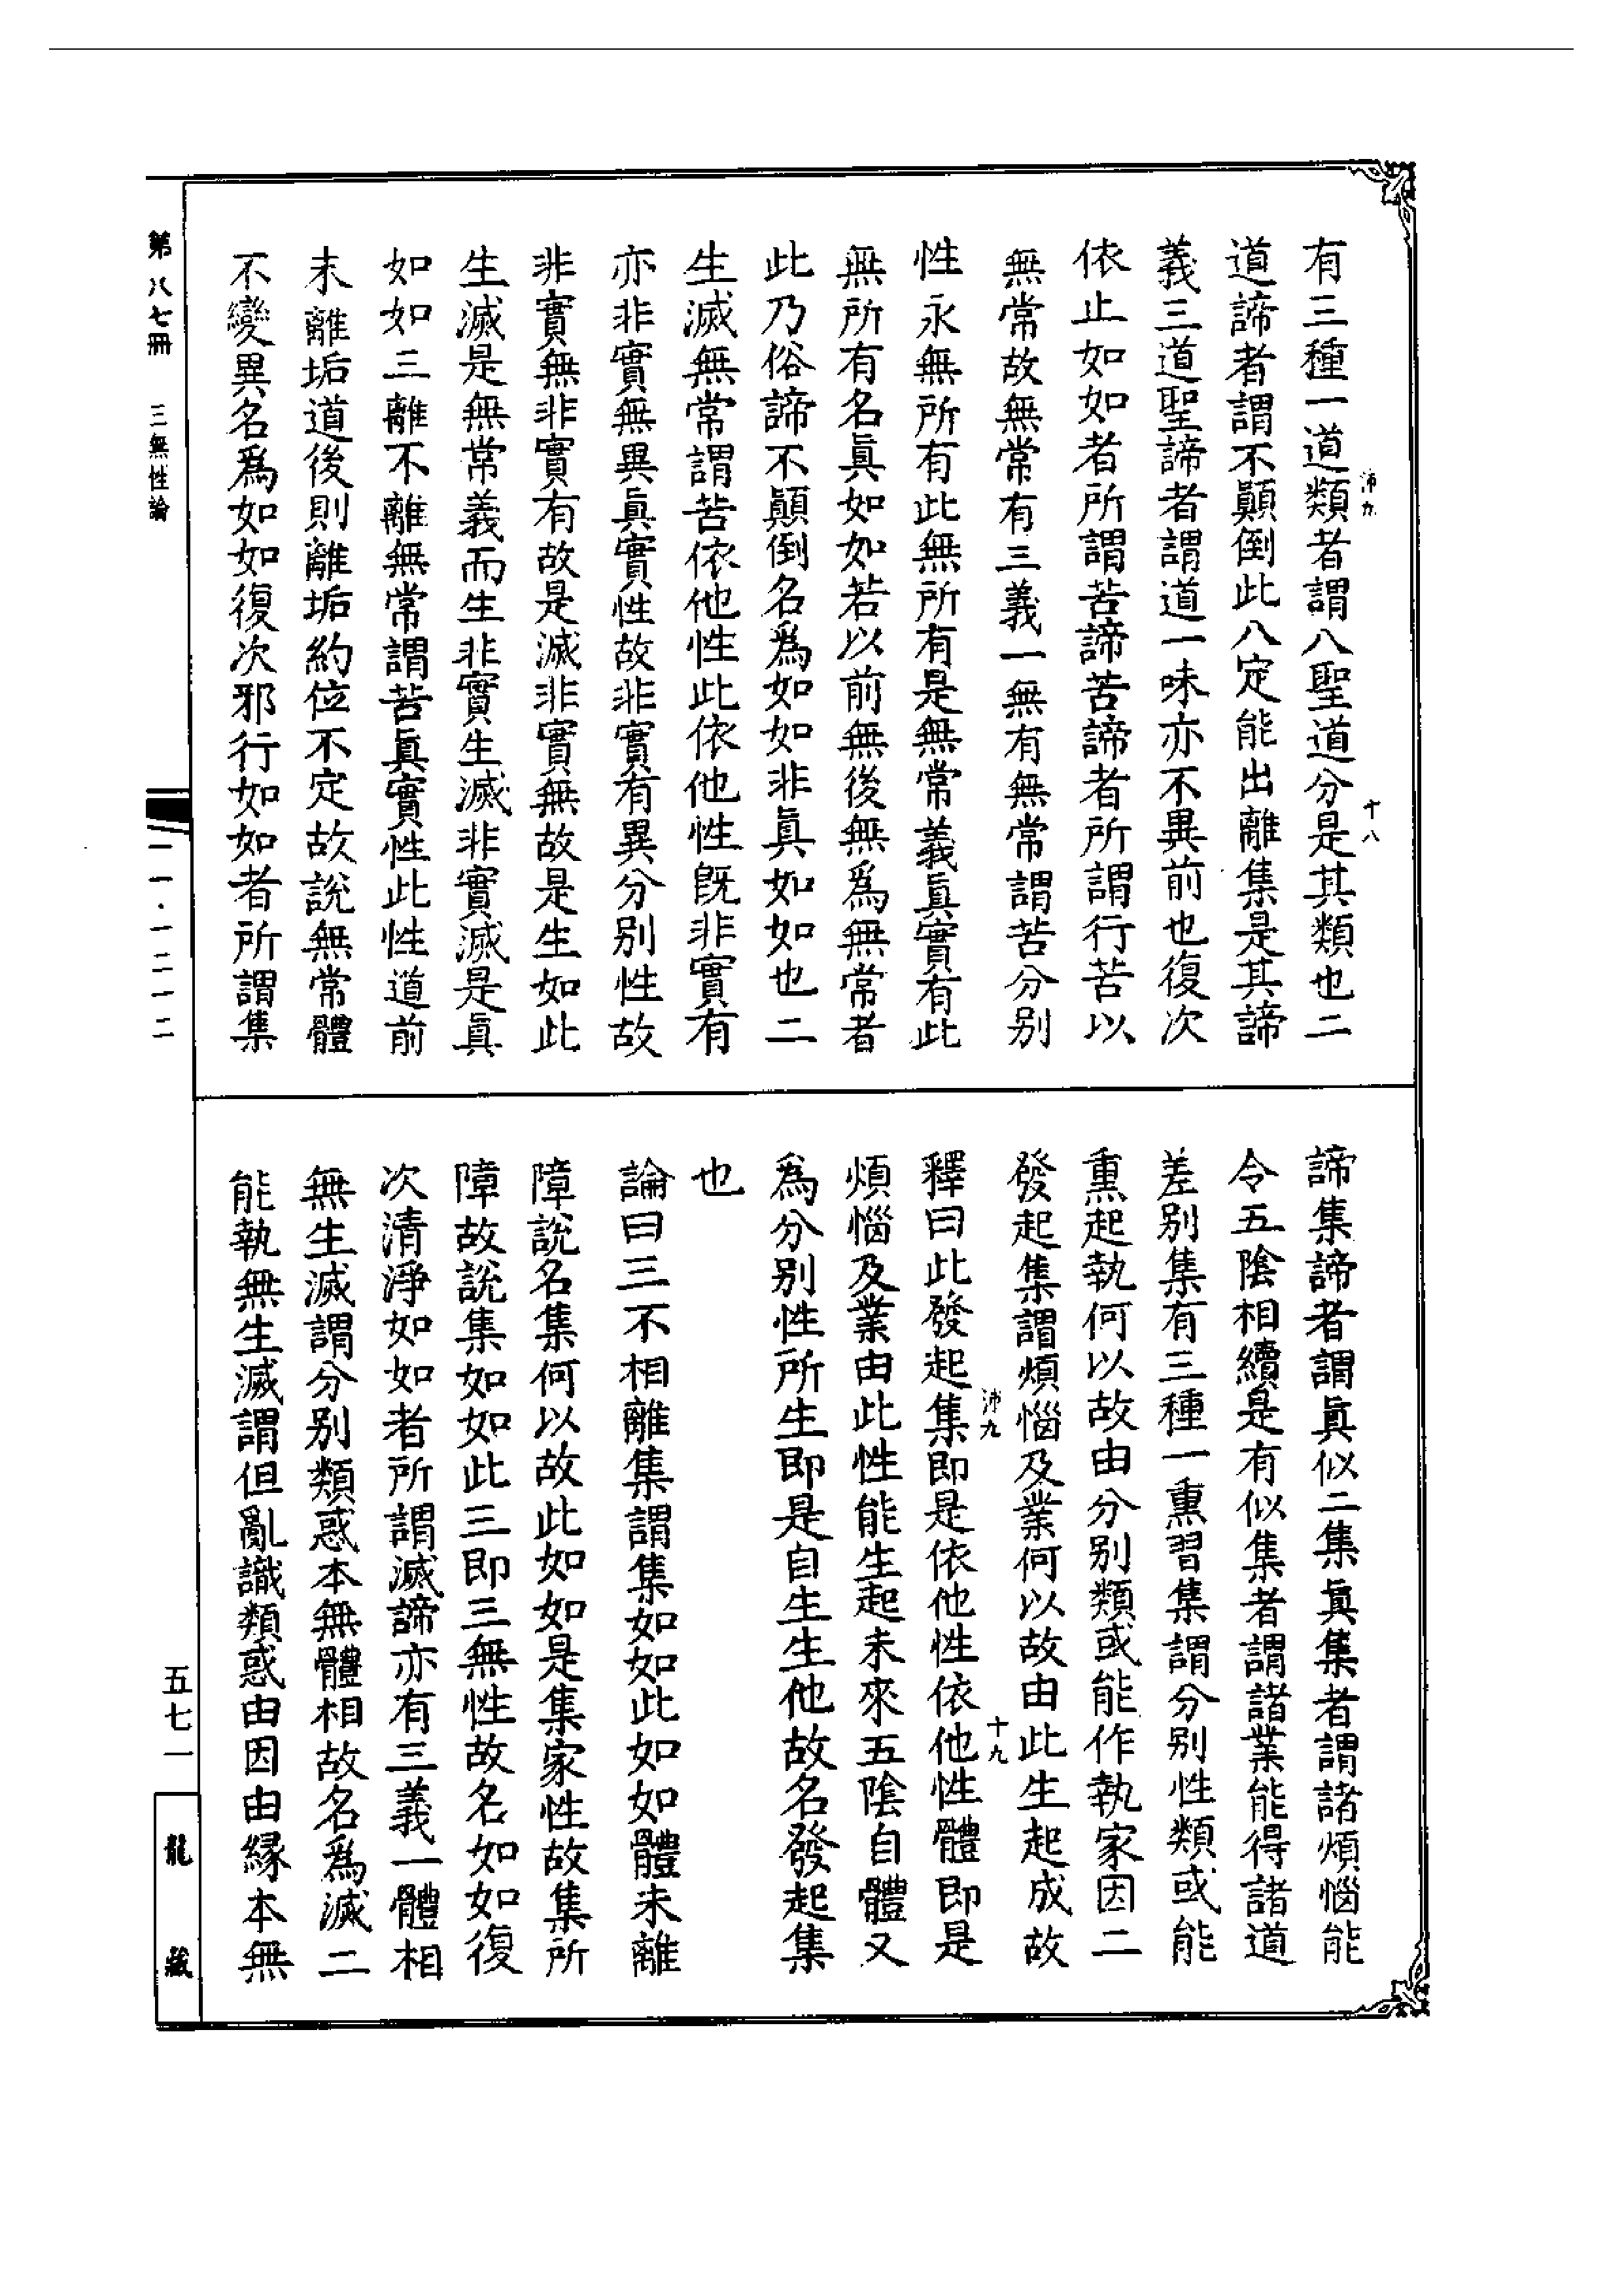 有三種一道類者謂八聖道分是其類也二
道諦者謂不顚倒此八定能出離集是其諦
義三道聖諦者謂道一味亦不異前也復次
依止如如者所謂苦諦苦諦者所謂行苦以
無常故無常有三義一無有無常謂苦分别
性永無所有此無所有是無常義眞實有此
無所有名眞如如若以前無後無爲無常者
此乃俗諦不顚倒名爲如如非眞如如也二
生滅無常謂苦依他性此依他性既非實有
亦非實無異眞實性故非實有異分别性故
非實無非實有故是滅非實無故是生如此
生滅是無常義而生非實生滅非實滅是眞
如如三離不離無常謂苦眞實性此性道前
未離垢道後則離垢約位不定故說無常體
不變異名爲如如復次邪行如如者所謂集
沛九
十八
諦集諦者謂眞似二集眞集者謂諸煩惱能
令五陰相續是有似集者謂諸業能得諸道
差别集有三種一熏習集謂分别性類或能
熏起執何以故由分别類或能作執家因二
發起集謂煩惱及業何以故由此生起成故
沛九
十九
釋曰此發起集即是依他性依他性體即是
煩惱及業由此性能生起未來五陰自體又
爲分别性所生即是自生生他故名發起集
也
論曰三不相離集謂集如如此如如體未離
障說名集何以故此如如是集家性故集所
障故說集如如此三即三無性故名如如復
次清淨如如者所謂滅諦亦有三義一體相
無生滅謂分别類惑本無體相故名爲滅二
能執無生滅謂但亂識類惑由因由緣本無
第八七冊
三無性論
一一·一二一二
五七一
龍藏